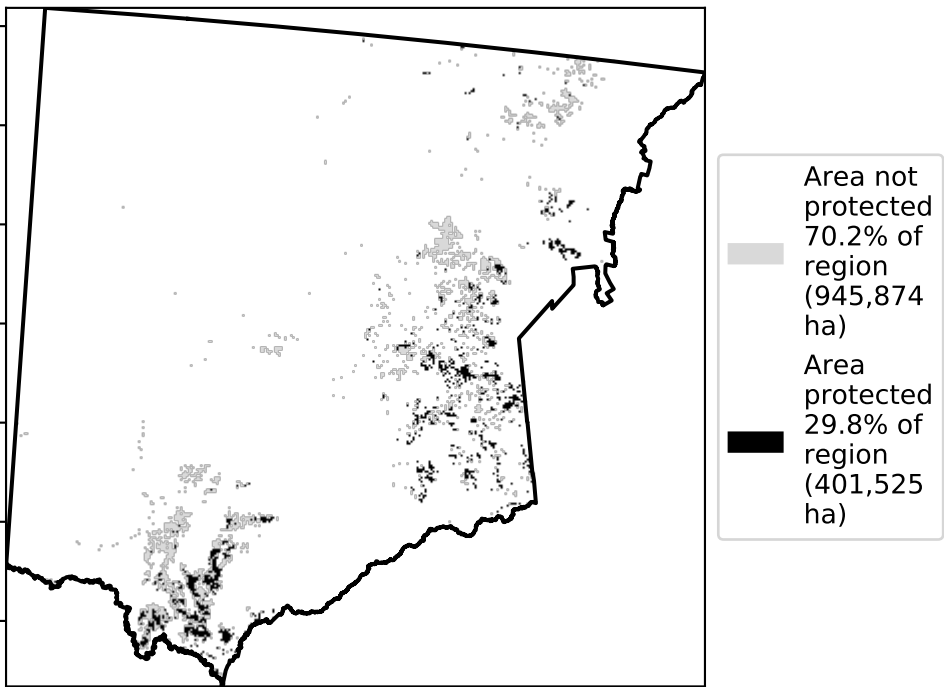 Area not
protected
70.2% of
region
(945,874
ha)
Area
protected
29.8% of
region
(401,525
ha)